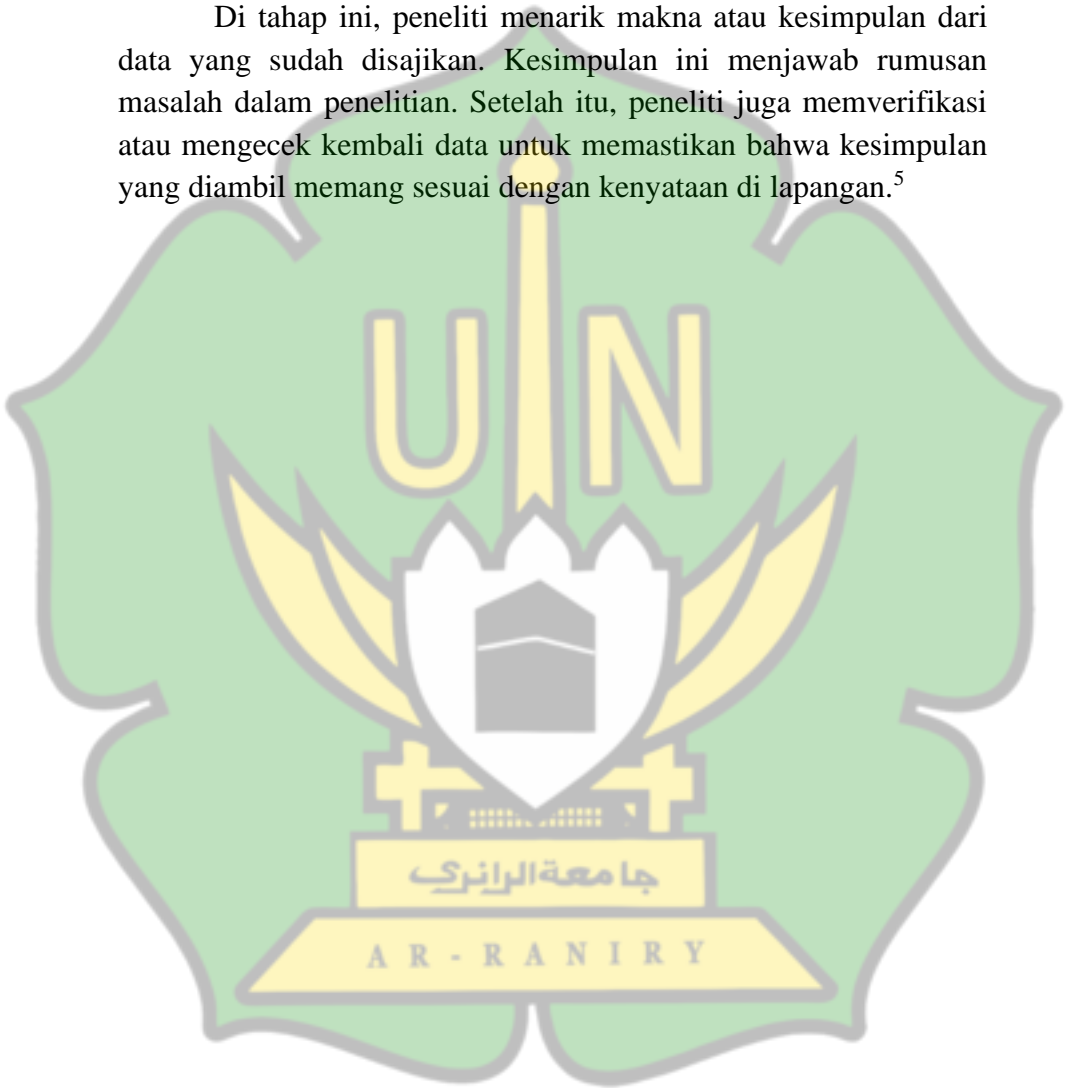 Di tahap ini, peneliti menarik makna atau kesimpulan dari
data yang sudah disajikan. Kesimpulan ini menjawab rumusan
masalah dalam penelitian. Setelah itu, peneliti juga memverifikasi
atau mengecek kembali data untuk memastikan bahwa kesimpulan
yang diambil memang sesuai dengan kenyataan di lapangan.⁵
UIN
جامعةالرانري
AR-RANIRY